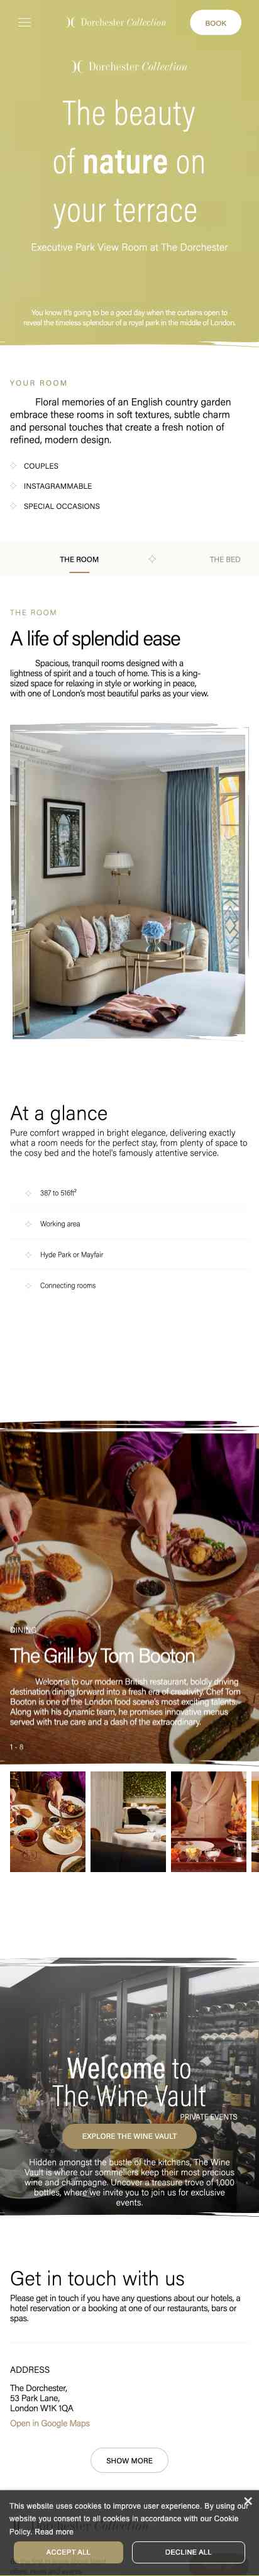 Dorchester Collection
BOOK
Dorchester Collection
The beauty
of nature on
your terrace
Executive Park View Room at The Dorchester
You know it's going to be a good day when the curtains open to
reveal the timeless splendour of a royal park in the middle of London.
YOUR ROOM
Floral memories of an English country garden
embrace these rooms in soft textures, subtle charm
and personal touches that create a fresh notion of
refined, modern design.
COUPLES
INSTAGRAMMABLE
SPECIAL OCCASIONS
THE ROOM
THE BED
THE ROOM
A life of splendid ease
Spacious, tranquil rooms designed with a
lightness of spirit and a touch of home. This is a king-
sized space for relaxing in style or working in peace,
with one of London's most beautiful parks as your view.
At a glance
Pure comfort wrapped in bright elegance, delivering exactly
what a room needs for the perfect stay, from plenty of space to
the cosy bed and the hotel's famously attentive service.
387 to 516ft²
Working area
Hyde Park or Mayfair
Connecting rooms
DINING
The Grill by Tom Booton
Welcome to our modern British restaurant, boldly driving
destination dining forward into a fresh era of creativity. Chef Tom
Booton is one of the London food scene's most exciting talents.
Along with his dynamic team, he promises innovative menus
served with true care and a dash of the extraordinary.
1 - 8
Welcome to
The Wine Vault
PRIVATE EVENTS
EXPLORE THE WINE VAULT
Hidden amongst the bustle of the kitchens, The Wine
Vault is where our sommeliers keep their most precious
wine and champagne. Uncover a treasure trove of 1,000
bottles, where we invite you to join us for exclusive
events.
Get in touch with us
Please get in touch if you have any questions about our hotels, a
hotel reservation or a booking at one of our restaurants, bars or
spas.
ADDRESS
The Dorchester,
53 Park Lane,
London W1K 1QA
Open in Google Maps
SHOW MORE
This website uses cookies to improve user experience. By using our
website you consent to all cookies in accordance with our Cookie
Policy. Read more
ACCEPT ALL
DECLINE ALL